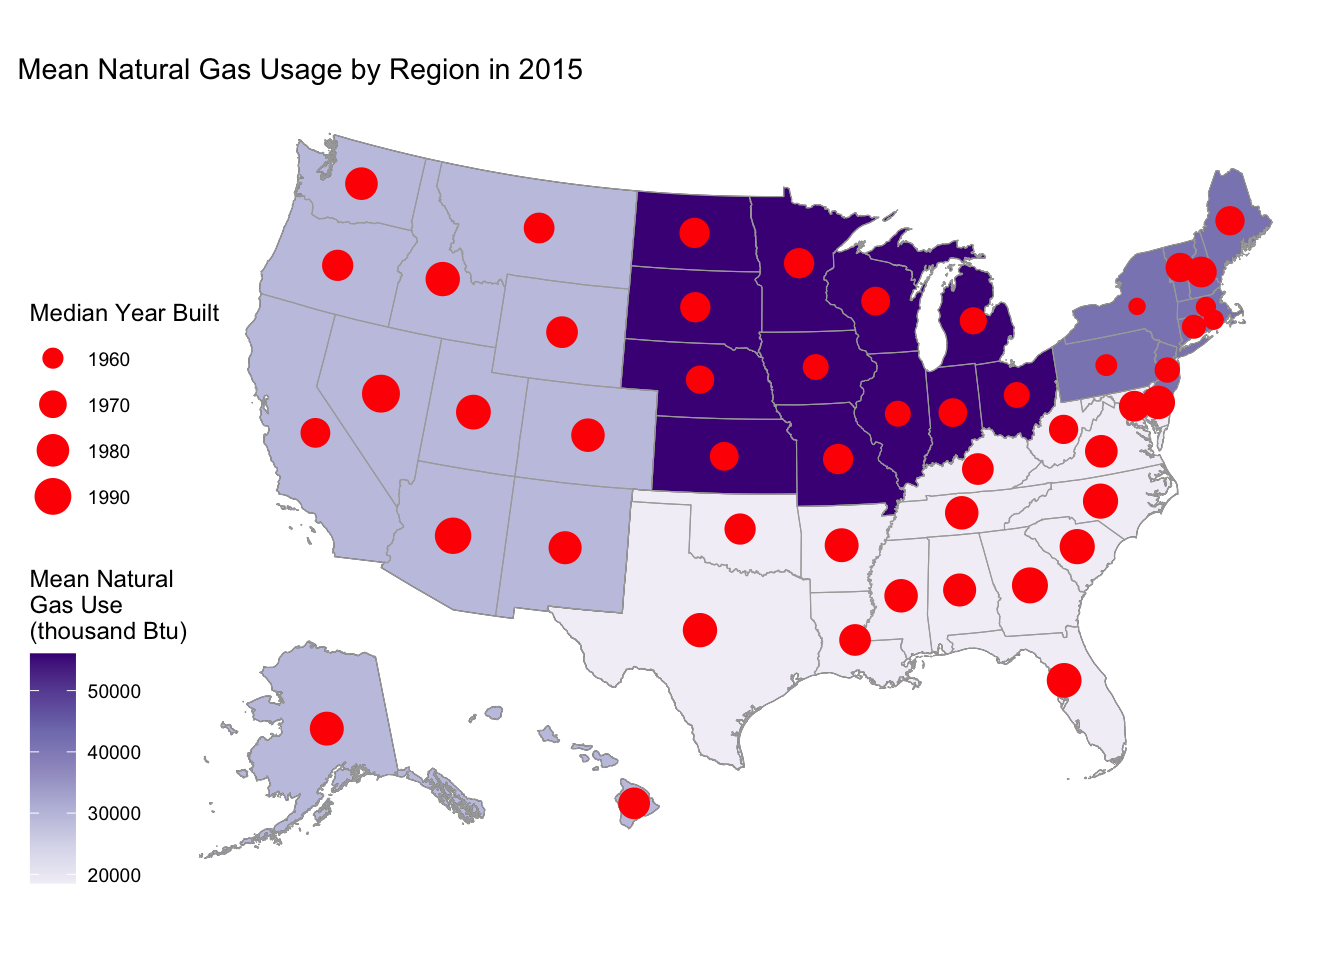 Mean Natural Gas Usage by Region in 2015
Median Year Built
1960
1970
1980
1990
Mean Natural
Gas Use
(thousand Btu)
50000
40000
30000
20000